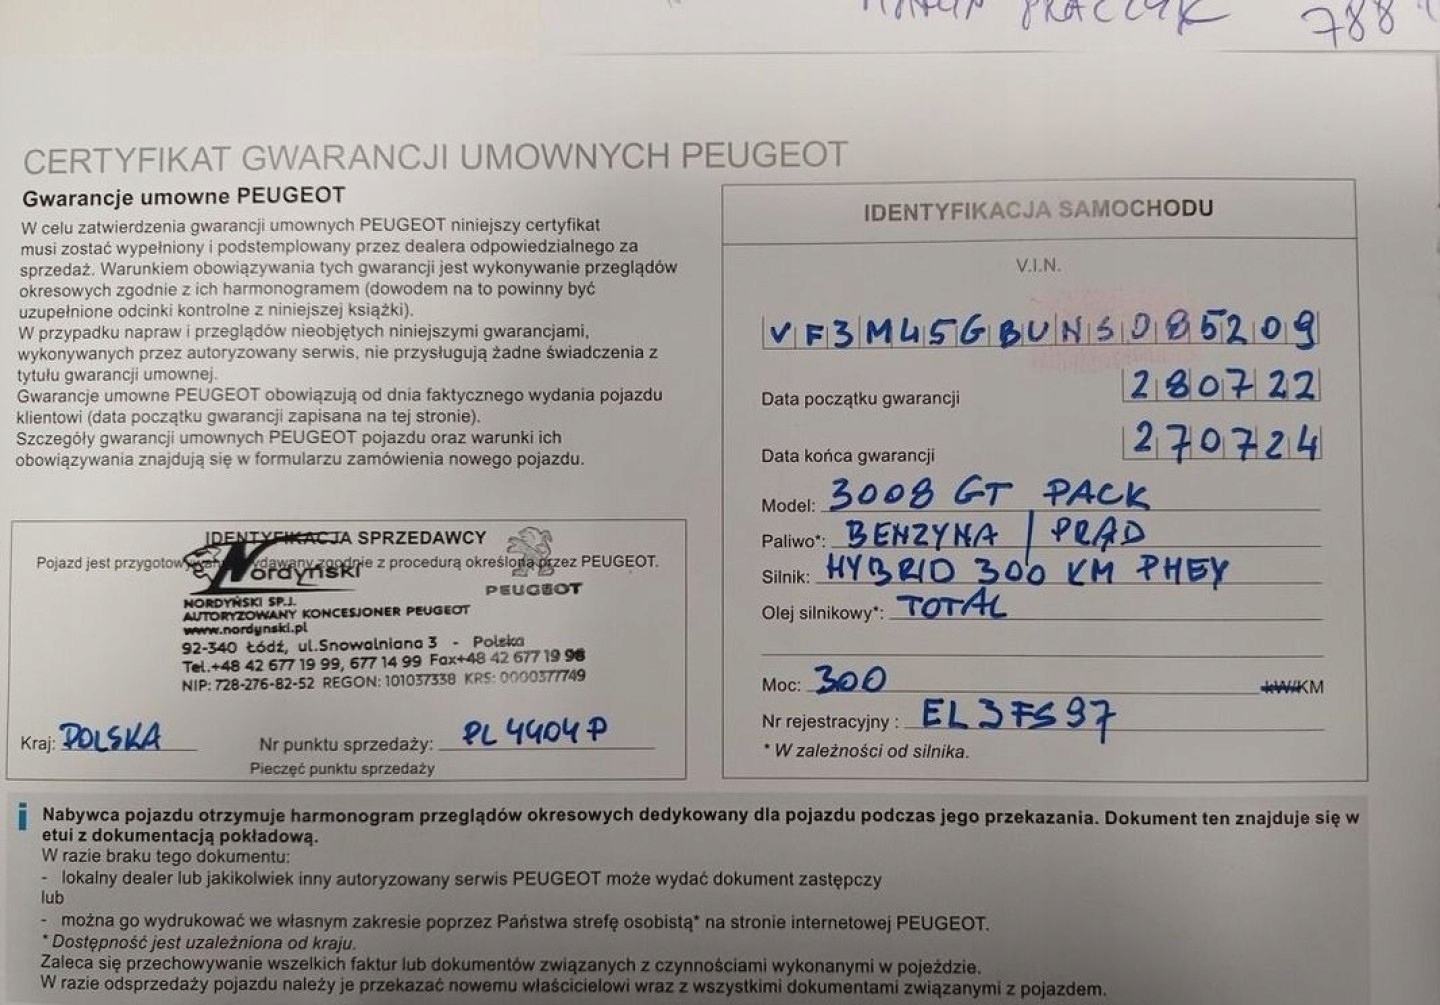 PRACZYK 788
CERTYFIKAT GWARANCJI UMOWNYCH PEUGEOT
Gwarancje umowne PEUGEOT
W celu zatwierdzenia gwarancji umownych PEUGEOT niniejszy certyfikat
musi zostać wypełniony i podstemplowany przez dealera odpowiedzialnego za
sprzedaż. Warunkiem obowiązywania tych gwarancji jest wykonywanie przeglądów
okresowych zgodnie z ich harmonogramem (dowodem na to powinny być
uzupełnione odcinki kontrolne z niniejszej książki).
W przypadku napraw i przeglądów nieobjętych niniejszymi gwarancjami,
wykonywanych przez autoryzowany serwis, nie przysługują żadne świadczenia z
tytułu gwarancji umownej.
Gwarancje umowne PEUGEOT obowiązują od dnia faktycznego wydania pojazdu
klientowi (data początku gwarancji zapisana na tej stronie).
Szczegóły gwarancji umownych PEUGEOT pojazdu oraz warunki ich
obowiązywania znajdują się w formularzu zamówienia nowego pojazdu.
IDENTYFIKACJA SPRZEDAWCY
Pojazd jest przygotowywany i wydawany zgodnie z procedurą określoną przez PEUGEOT.
Nordyński
PEUGEOT
NORDYŃSKI SP.J.
AUTORYZOWANY KONCESJONER PEUGEOT
www.nordynski.pl
92-340 Łódź, ul.Snowalniana 3 - Polska
Tel.+48 42 677 19 99, 677 14 99 Fax+48 42 677 19 98
NIP: 728-276-82-52 REGON: 101037338 KRS: 0000377749
Kraj: POLSKA Nr punktu sprzedaży: PL4404P
Pieczęć punktu sprzedaży
IDENTYFIKACJA SAMOCHODU
V.I.N.
VF3M45GBUNS085209
Data początku gwarancji 280722
Data końca gwarancji 270724
Model: 3008 GT PACK
Paliwo*: BENZYNA / PRĄD
Silnik: HYBRID 300 KM PHEV
Olej silnikowy*: TOTAL
Moc: 300 kW/KM
Nr rejestracyjny : EL3FS97
* W zależności od silnika.
i Nabywca pojazdu otrzymuje harmonogram przeglądów okresowych dedykowany dla pojazdu podczas jego przekazania. Dokument ten znajduje się w
etui z dokumentacją pokładową.
W razie braku tego dokumentu:
- lokalny dealer lub jakikolwiek inny autoryzowany serwis PEUGEOT może wydać dokument zastępczy
lub
- można go wydrukować we własnym zakresie poprzez Państwa strefę osobistą* na stronie internetowej PEUGEOT.
* Dostępność jest uzależniona od kraju.
Zaleca się przechowywanie wszelkich faktur lub dokumentów związanych z czynnościami wykonanymi w pojeździe.
W razie odsprzedaży pojazdu należy je przekazać nowemu właścicielowi wraz z wszystkimi dokumentami związanymi z pojazdem.